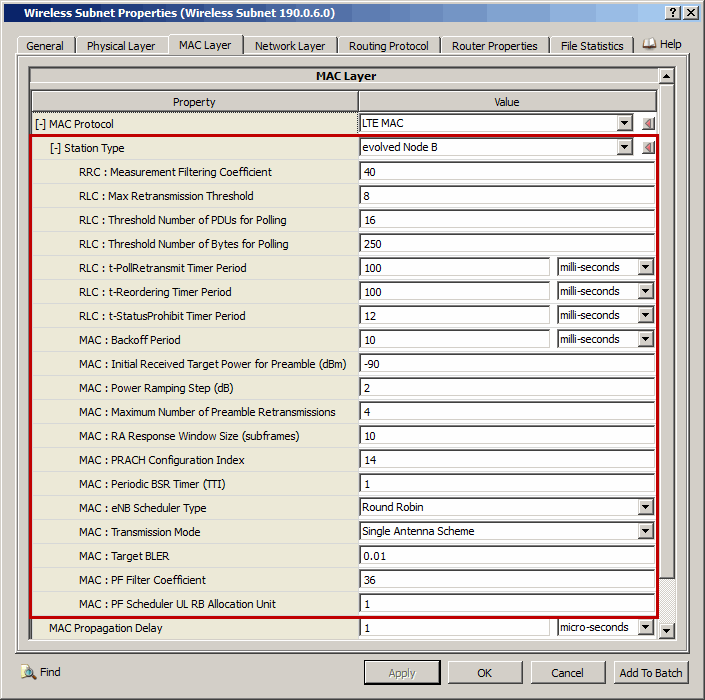 Wireless Subnet Properties (Wireless Subnet 190.0.6.0)
General Physical Layer MAC Layer Network Layer Routing Protocol Router Properties File Statistics Help
MAC Layer
Property Value
[-] MAC Protocol LTE MAC
[-] Station Type evolved Node B
RRC : Measurement Filtering Coefficient 40
RLC : Max Retransmission Threshold 8
RLC : Threshold Number of PDUs for Polling 16
RLC : Threshold Number of Bytes for Polling 250
RLC : t-PollRetransmit Timer Period 100 milli-seconds
RLC : t-Reordering Timer Period 100 milli-seconds
RLC : t-StatusProhibit Timer Period 12 milli-seconds
MAC : Backoff Period 10 milli-seconds
MAC : Initial Received Target Power for Preamble (dBm) -90
MAC : Power Ramping Step (dB) 2
MAC : Maximum Number of Preamble Retransmissions 4
MAC : RA Response Window Size (subframes) 10
MAC : PRACH Configuration Index 14
MAC : Periodic BSR Timer (TTI) 1
MAC : eNB Scheduler Type Round Robin
MAC : Transmission Mode Single Antenna Scheme
MAC : Target BLER 0.01
MAC : PF Filter Coefficient 36
MAC : PF Scheduler UL RB Allocation Unit 1
MAC Propagation Delay 1 micro-seconds
Find Apply OK Cancel Add To Batch